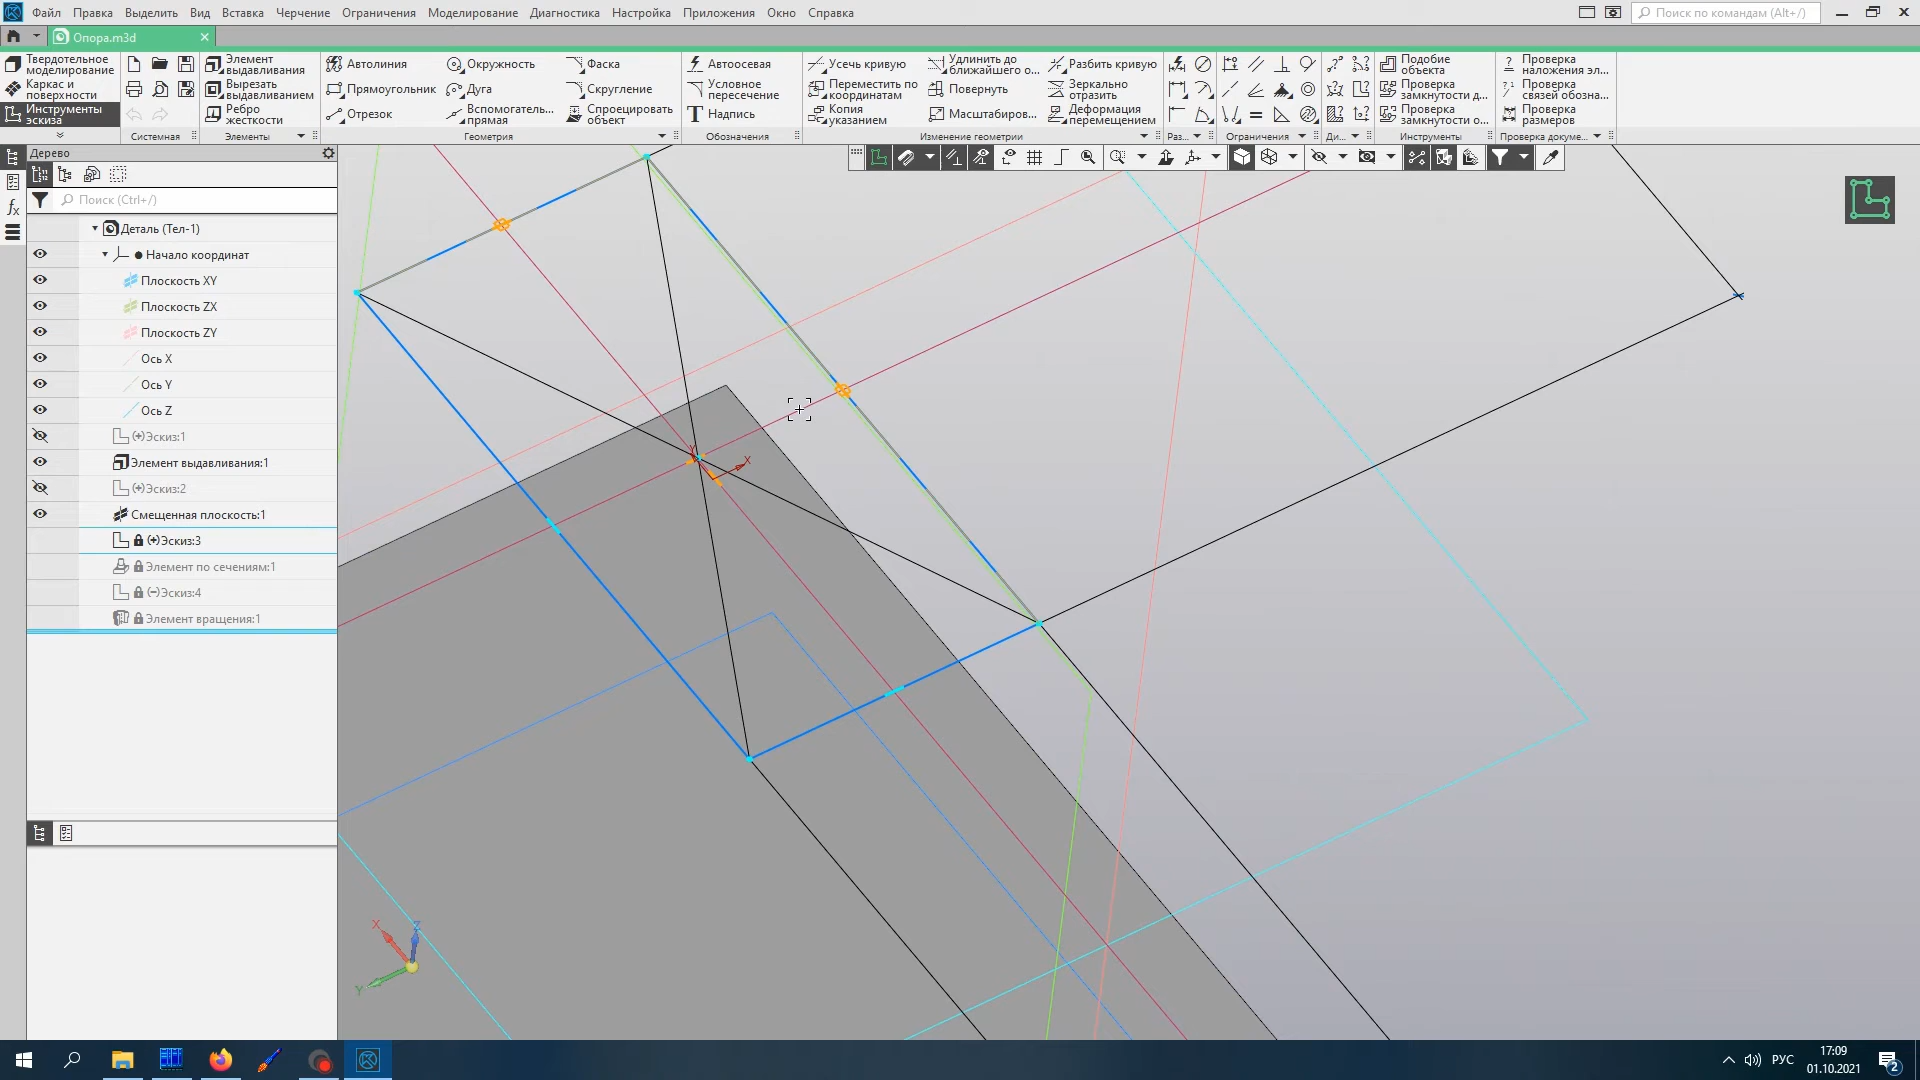 Файл Правка Выделить Вид Вставка Черчение Ограничения Моделирование Диагностика Настройка Приложения Окно Справка
Поиск по командам (Alt+/)
Опора.m3d
Твердотельное моделирование
Каркас и поверхности
Инструменты эскиза
Системная
Элемент выдавливания
Вырезать выдавливанием
Ребро жесткости
Элементы
Автолиния
Прямоугольник
Отрезок
Окружность
Дуга
Вспомогатель... прямая
Фаска
Скругление
Спроецировать объект
Геометрия
Автоосевая
Условное пересечение
Надпись
Обозначения
Усечь кривую
Переместить по координатам
Копия указанием
Удлинить до ближайшего о...
Повернуть
Масштабиров...
Разбить кривую
Зеркально отразить
Деформация перемещением
Изменение геометрии
Раз...
Ограничения
Ди...
Подобие объекта
Проверка замкнутости д...
Проверка замкнутости о...
Инструменты
Проверка наложения эл...
Проверка связей обозна...
Проверка размеров
Проверка докуме...
Дерево
Поиск (Ctrl+/)
Деталь (Тел-1)
Начало координат
Плоскость XY
Плоскость ZX
Плоскость ZY
Ось X
Ось Y
Ось Z
(+)Эскиз:1
Элемент выдавливания:1
(+)Эскиз:2
Смещенная плоскость:1
(+)Эскиз:3
Элемент по сечениям:1
(−)Эскиз:4
Элемент вращения:1
Y
X
X
Z
Y
РУС
17:09
01.10.2021
2